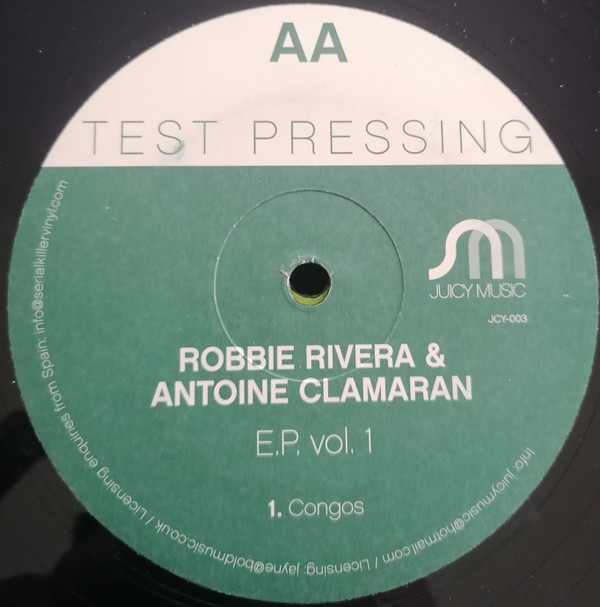 AA
TEST PRESSING
JUICY MUSIC
JCY-003
ROBBIE RIVERA &
ANTOINE CLAMARAN
E.P. vol. 1
1. Congos
info: juicymusic@hotmail.com / Licensing: jayne@boldmusic.co.uk / Licensing enquiries from Spain: info@serialkillervinyl.com